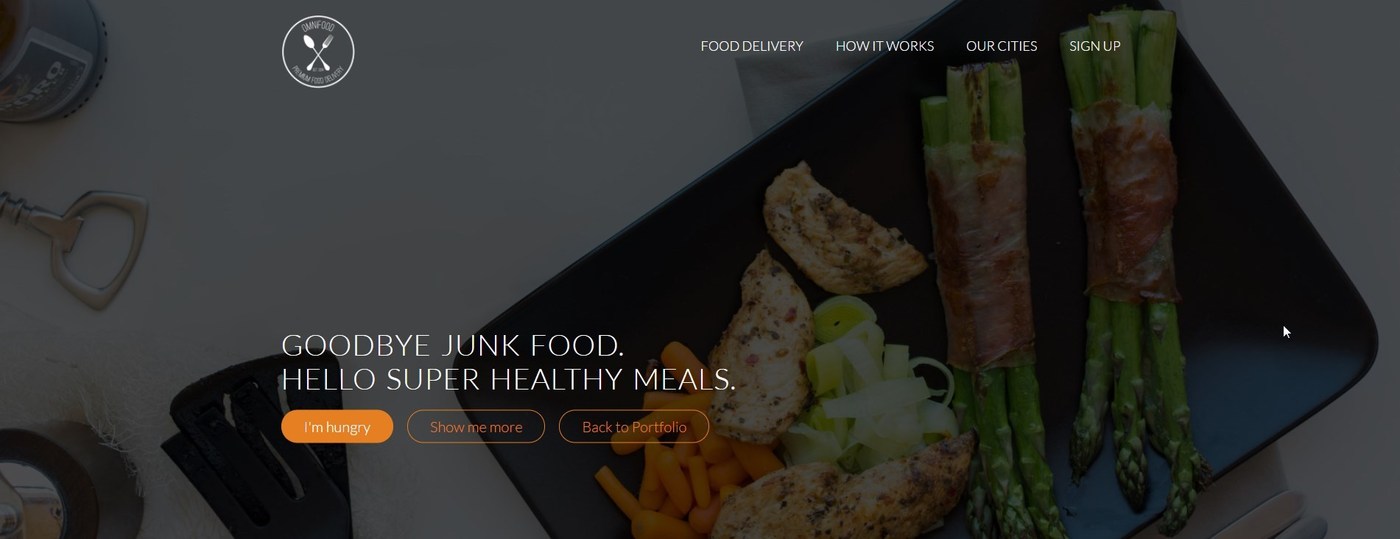 OMNIFOOD
PREMIUM FOOD DELIVERY
FOOD DELIVERY
HOW IT WORKS
OUR CITIES
SIGN UP
GOODBYE JUNK FOOD.
HELLO SUPER HEALTHY MEALS.
I'm hungry
Show me more
Back to Portfolio